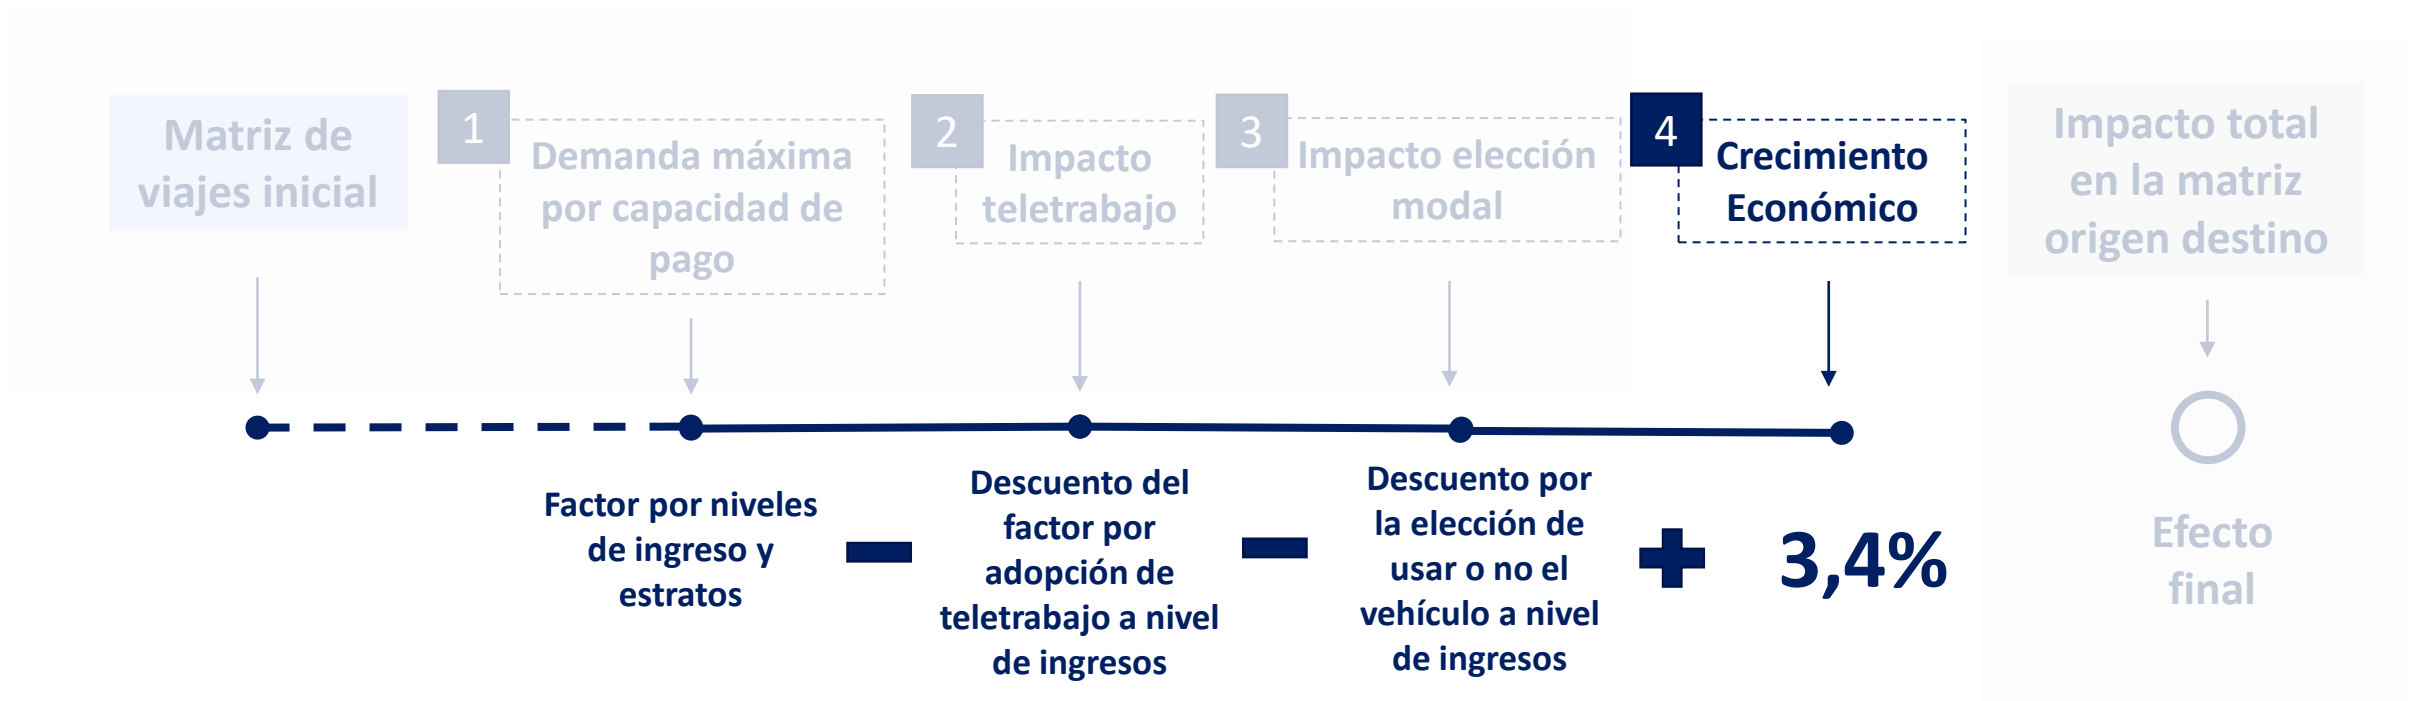 Matriz de
viajes inicial
1
Demanda máxima
por capacidad de
pago
2
Impacto
teletrabajo
3
Impacto elección
modal
4
Crecimiento
Económico
Impacto total
en la matriz
origen destino
Factor por niveles
de ingreso y
estratos
Descuento del
factor por
adopción de
teletrabajo a nivel
de ingresos
Descuento por
la elección de
usar o no el
vehículo a nivel
de ingresos
3,4%
Efecto
final